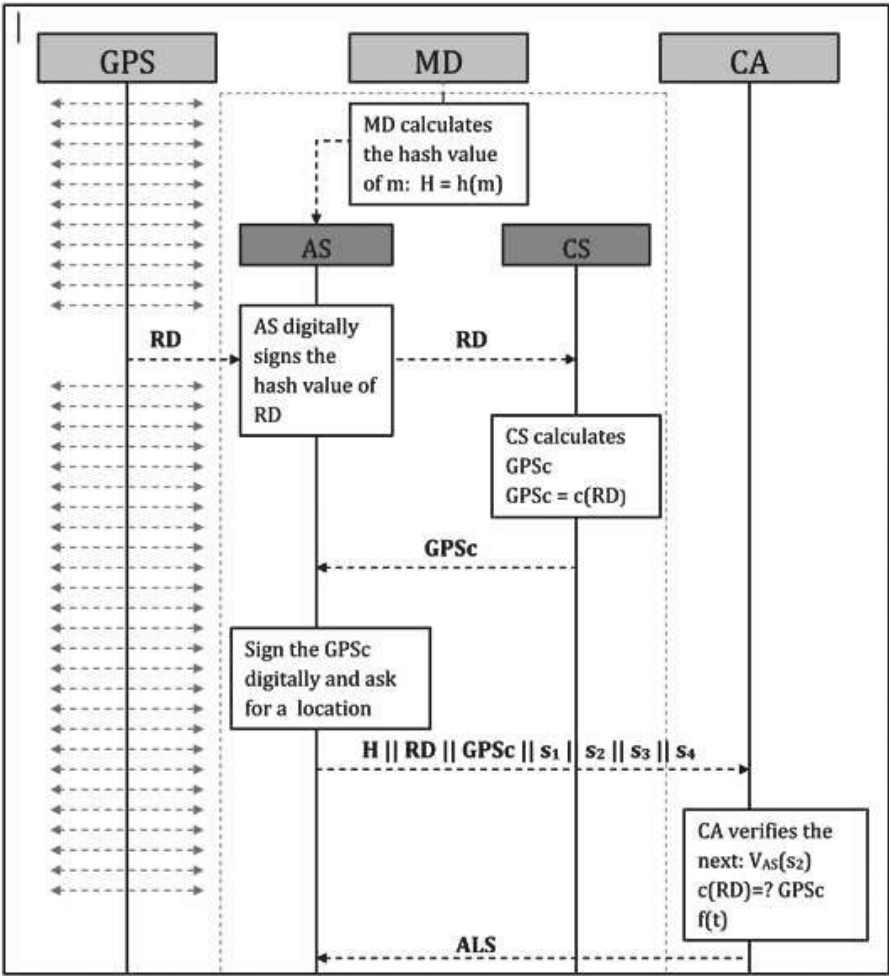 GPS
MD
CA
MD calculates
the hash value
of m: H = h(m)
AS
CS
RD
AS digitally
signs the
hash value of
RD
RD
CS calculates
GPSc
GPSc = c(RD)
GPSc
Sign the GPSc
digitally and ask
for a location
H || RD || GPSc || s₁ || s₂ || s₃ || s₄
CA verifies the
next: V_AS(s₂)
c(RD)=? GPSc
f(t)
ALS